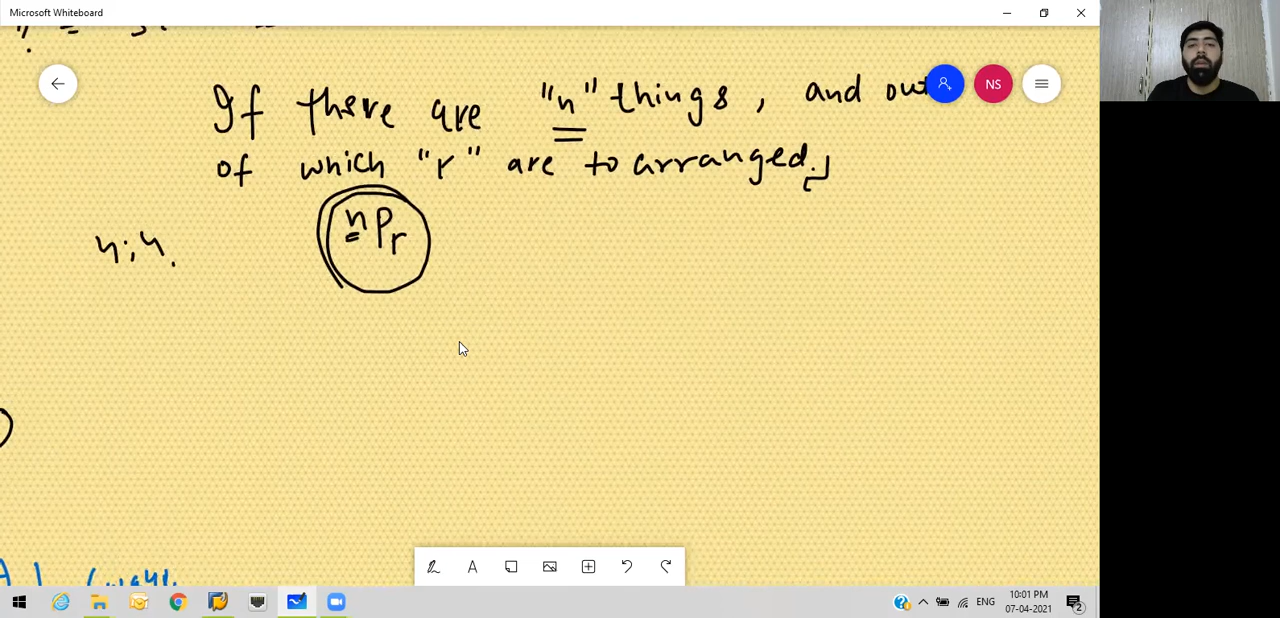 Microsoft Whiteboard
If there are "n" things, and out
of which "r" are to arranged.
nPr
NS
A
ENG
10:01 PM
07-04-2021
2